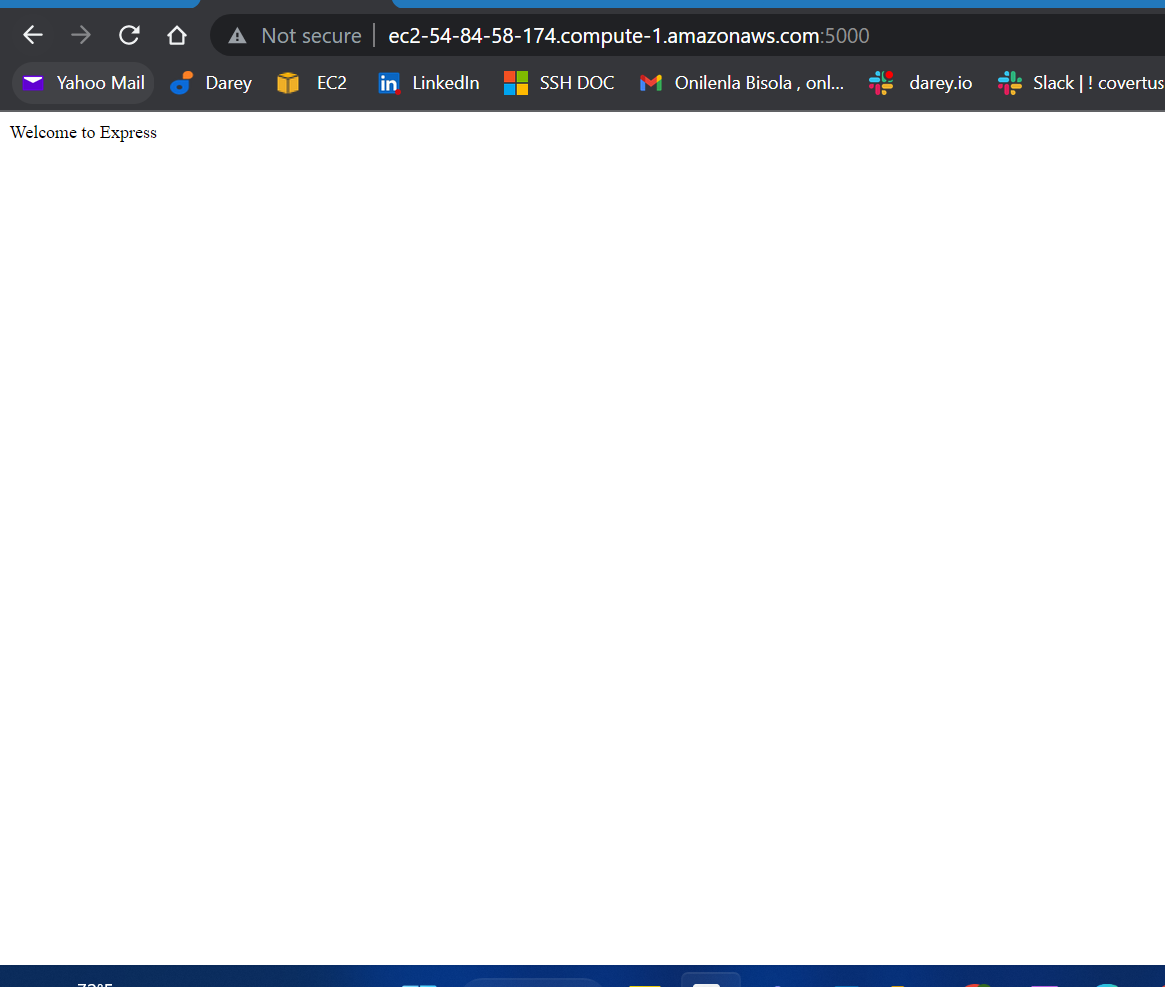 Not secure ec2-54-84-58-174.compute-1.amazonaws.com:5000
Yahoo Mail Darey EC2 LinkedIn SSH DOC Onilenla Bisola , onl... darey.io Slack | ! covertus
Welcome to Express